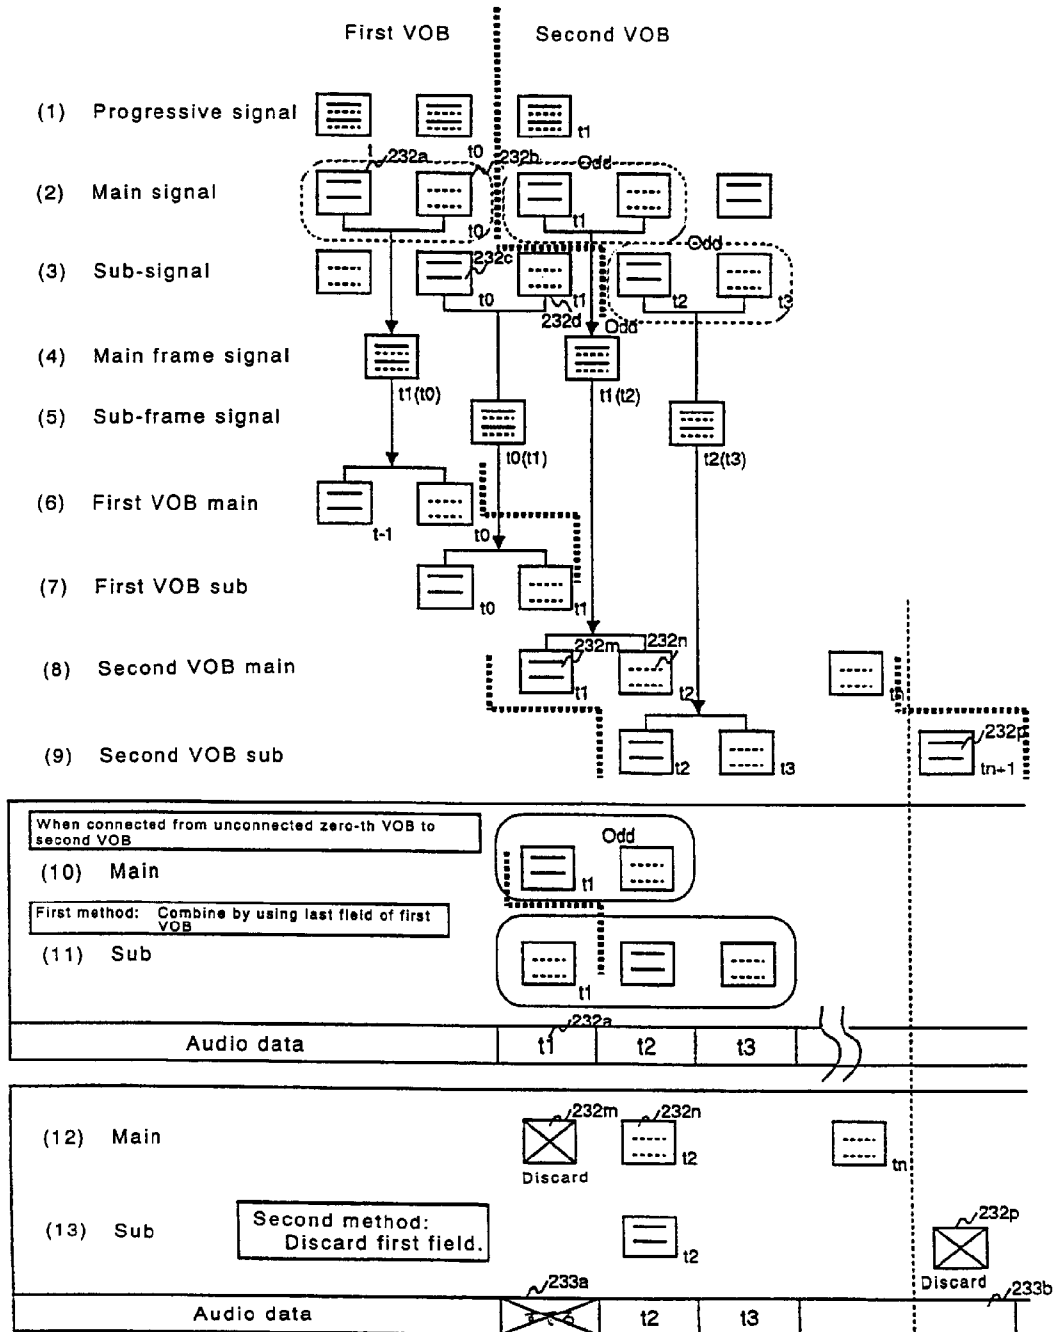 First VOB Second VOB
(1) Progressive signal
t1
t 232a t0 232b Odd
(2) Main signal
t0 t1
Odd
(3) Sub-signal
232c
t0 t1 t2 t3
232d Odd
(4) Main frame signal
t1(t0) t1(t2)
(5) Sub-frame signal
t0(t1) t2(t3)
(6) First VOB main
t-1 t0
(7) First VOB sub
t0 t1
232m 232n
(8) Second VOB main
t1 t2 tn
(9) Second VOB sub
232p
t2 t3 tn+1
When connected from unconnected zero-th VOB to
second VOB
Odd
(10) Main
t1
First method: Combine by using last field of first
VOB
(11) Sub
t1
232a
Audio data t1 t2 t3
232m 232n
(12) Main
t2 tn
Discard
(13) Sub
Second method:
Discard first field.
t2
232p
Discard
233a 233b
Audio data t2 t3